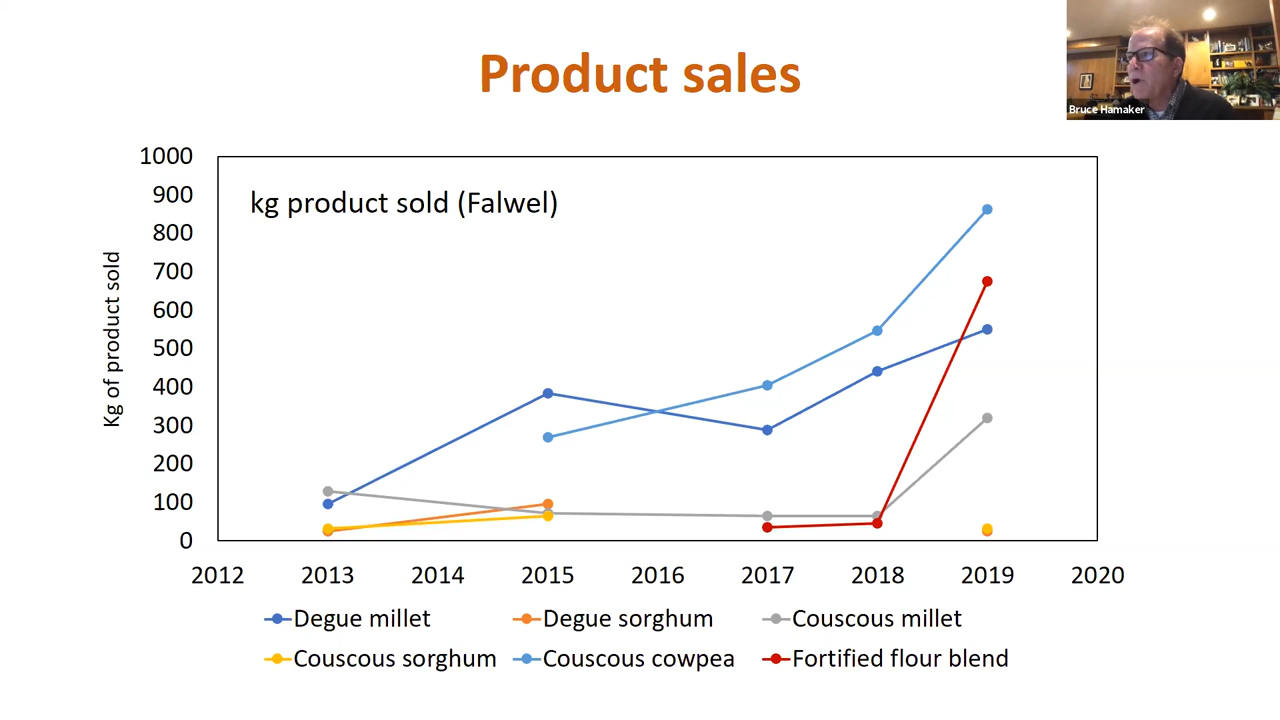 Product sales
Bruce Hamaker
kg product sold (Falwel)
Kg of product sold
1000
900
800
700
600
500
400
300
200
100
0
2012 2013 2014 2015 2016 2017 2018 2019 2020
Degue millet Degue sorghum Couscous millet
Couscous sorghum Couscous cowpea Fortified flour blend